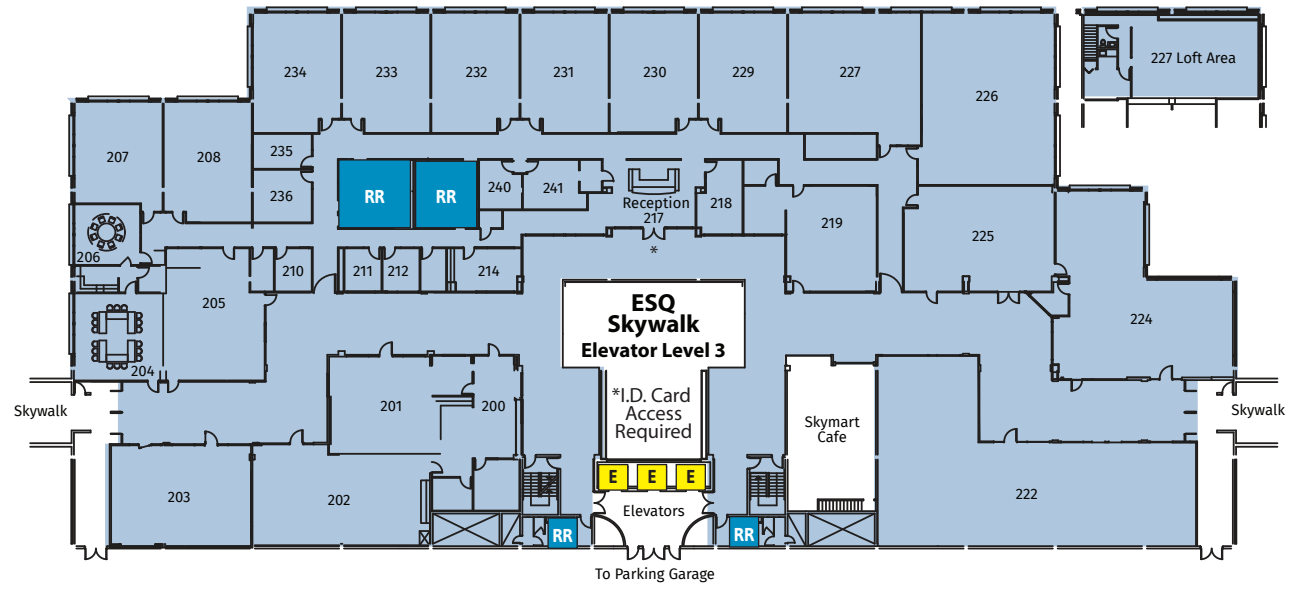 234
233
232
231
230
229
227
226
227 Loft Area
207
208
235
236
RR
RR
240
241
Reception
217
218
219
225
*
206
210
211
212
214
205
ESQ
Skywalk
Elevator Level 3
224
204
*I.D. Card
Access
Required
Skywalk
201
200
Skymart
Cafe
Skywalk
E
E
E
203
202
Elevators
222
RR
RR
To Parking Garage